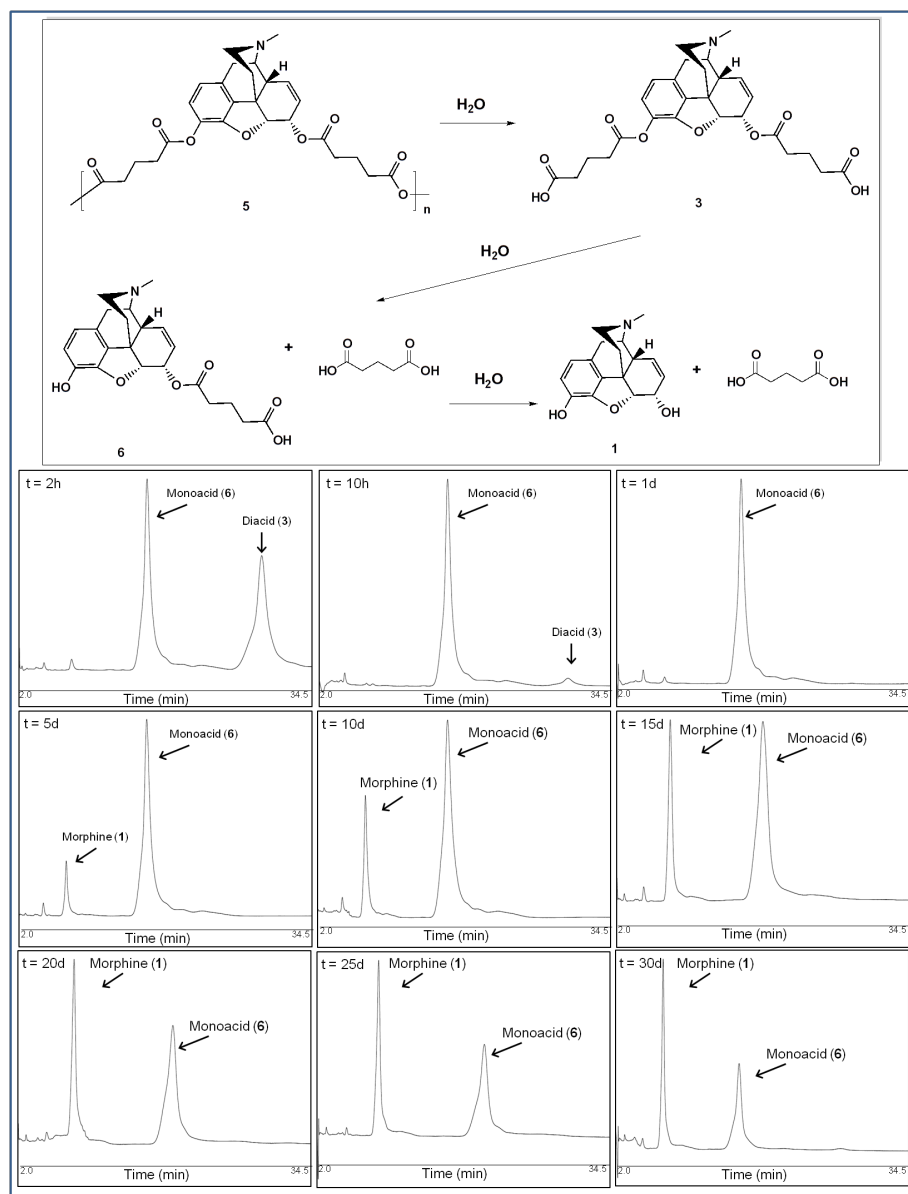 N
H
O
O
O
O
O
O
O
O
n
5
H₂O
N
H
O
O
O
O
O
OH
O
OH
3
H₂O
N
H
HO
O
O
O
O
OH
6
+
O
O
HO
OH
H₂O
N
H
HO
O
OH
1
+
O
O
HO
OH
t = 2h
Monoacid (6)
Diacid (3)
2.0
Time (min)
34.5
t = 10h
Monoacid (6)
Diacid (3)
2.0
Time (min)
34.5
t = 1d
Monoacid (6)
2.0
Time (min)
34.5
t = 5d
Monoacid (6)
Morphine (1)
2.0
Time (min)
34.5
t = 10d
Monoacid (6)
Morphine (1)
2.0
Time (min)
34.5
t = 15d
Morphine (1)
Monoacid (6)
2.0
Time (min)
34.5
t = 20d
Morphine (1)
Monoacid (6)
2.0
Time (min)
34.5
t = 25d
Morphine (1)
Monoacid (6)
2.0
Time (min)
34.5
t = 30d
Morphine (1)
Monoacid (6)
2.0
Time (min)
34.5